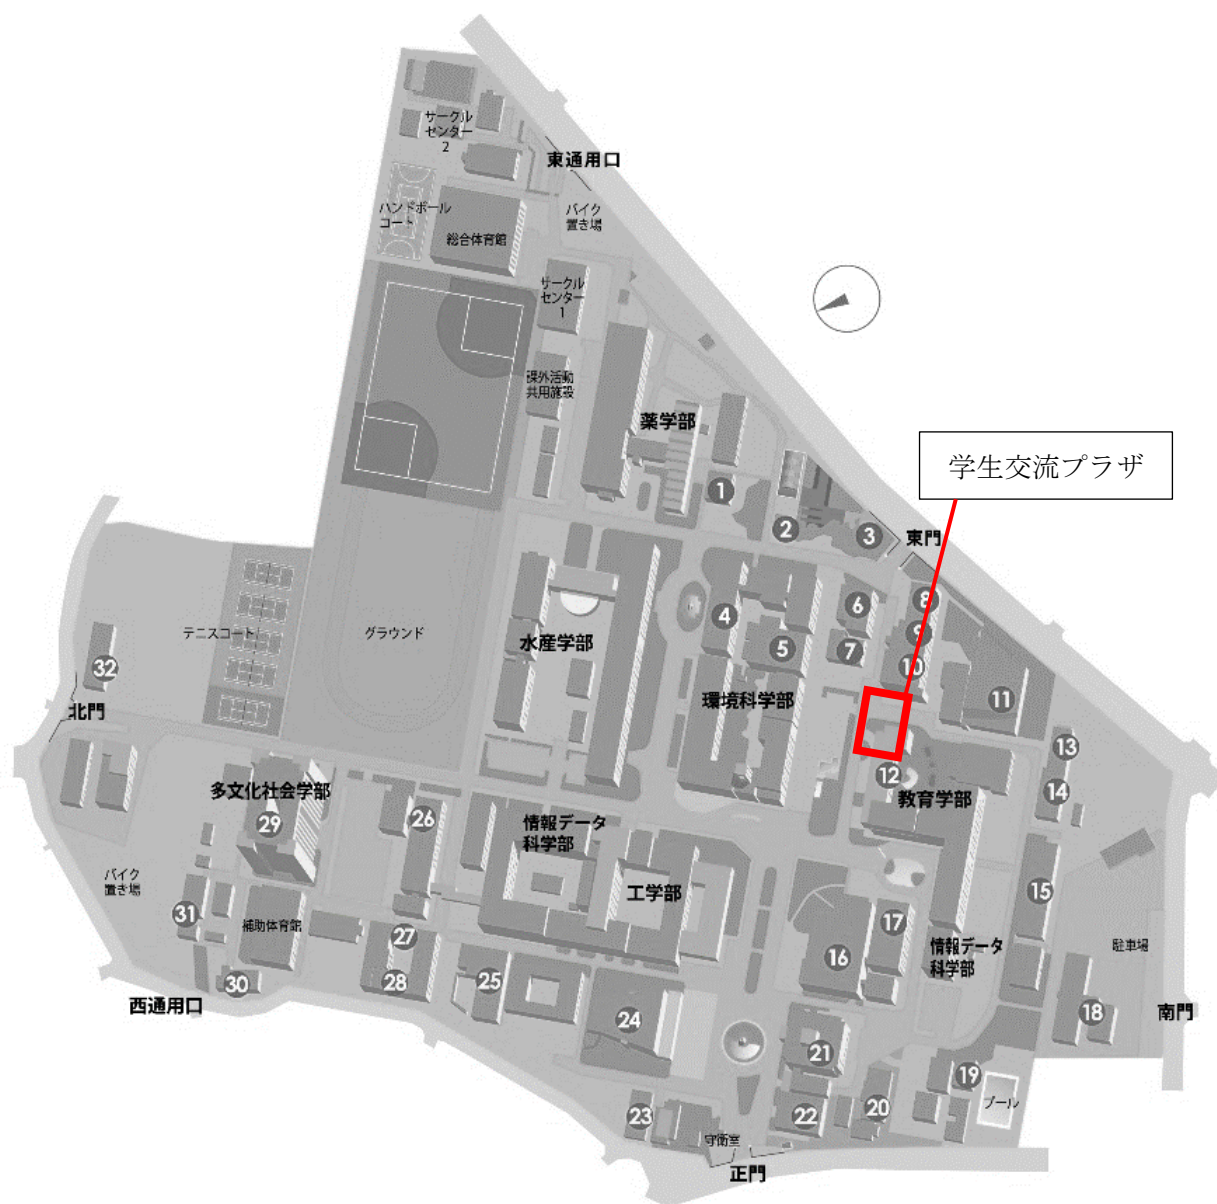 サークル
センター
2
東通用口
ハンドボール
コート
バイク
置き場
総合体育館
サークル
センター
1
課外活動
共用施設
薬学部
学生交流プラザ
1
2
3
東門
4
5
6
7
8
9
10
11
テニスコート
グラウンド
水産学部
環境科学部
32
北門
12
教育学部
13
14
多文化社会学部
29
26
情報データ
科学部
工学部
15
バイク
置き場
31
補助体育館
27
28
25
24
16
17
情報データ
科学部
駐車場
30
西通用口
18
南門
21
19
プール
20
22
23
守衛室
正門